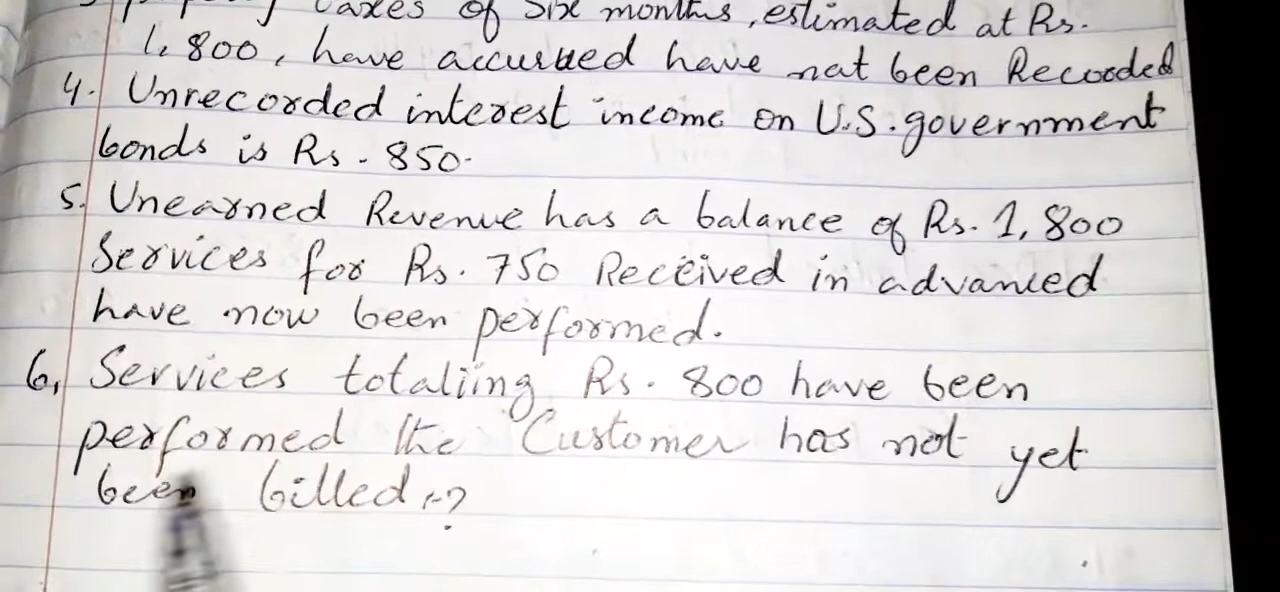 taxes of Six months, estimated at Rs.
1,800, have accurued have not been Recorded
4. Unrecorded interest income on U.S. government
bonds is Rs. 850.
5. Unearned Revenue has a balance of Rs. 1,800
Services for Rs. 750 Received in advanced
have now been performed.
6, Services totaliing Rs. 800 have been
performed the Customer has not yet
been billed :-?